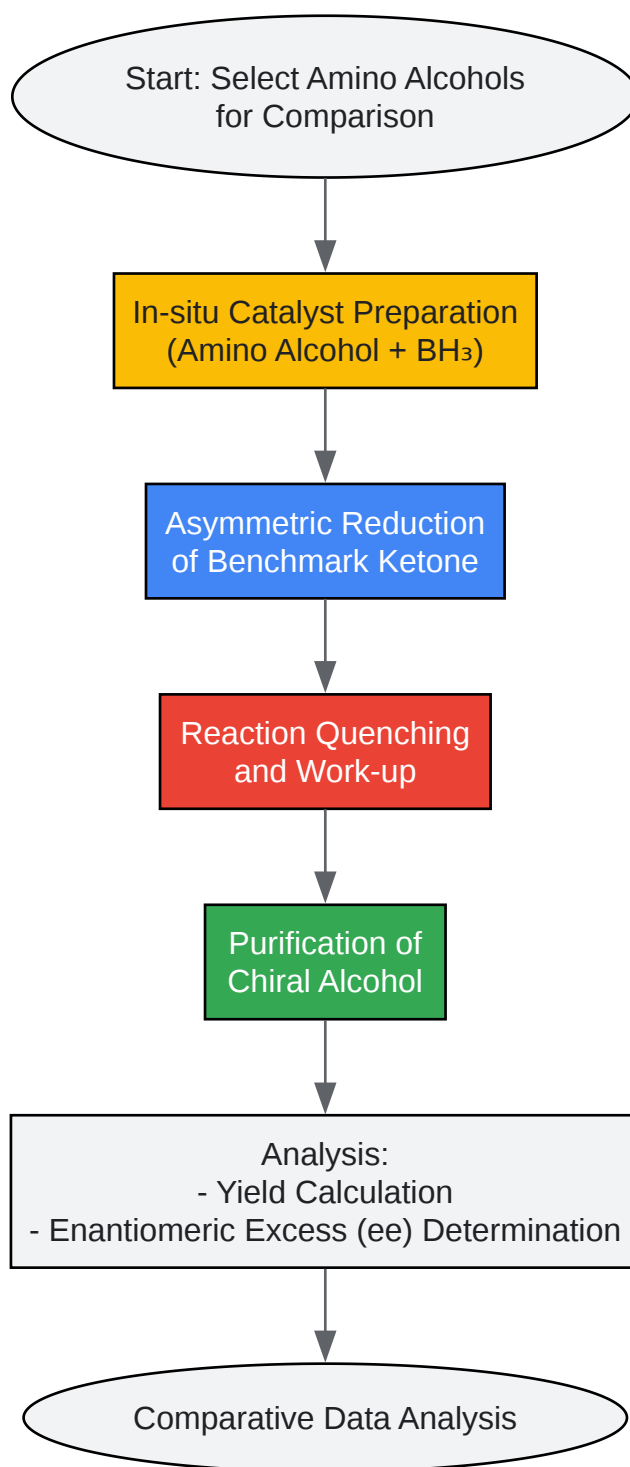 Start: Select Amino Alcohols
for Comparison
In-situ Catalyst Preparation
(Amino Alcohol + BH₃)
Asymmetric Reduction
of Benchmark Ketone
Reaction Quenching
and Work-up
Purification of
Chiral Alcohol
Analysis:
- Yield Calculation
- Enantiomeric Excess (ee) Determination
Comparative Data Analysis